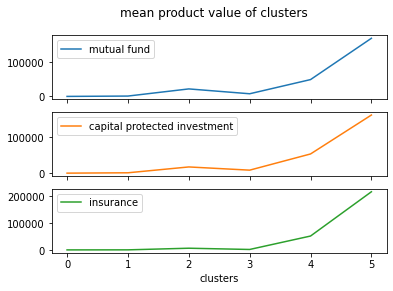 mean product value of clusters
mutual fund
100000
0
capital protected investment
100000
0
insurance
200000
100000
0
0 1 2 3 4 5
clusters